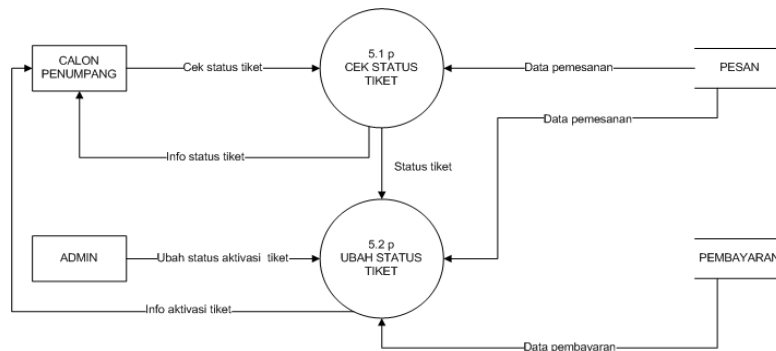 5.1 p
CEK STATUS
TIKET
CALON
PENUMPANG
Cek status tiket
Data pemesanan
PESAN
Data pemesanan
Info status tiket
Status tiket
5.2 p
UBAH STATUS
TIKET
ADMIN
Ubah status aktivasi tiket
PEMBAYARAN
Info aktivasi tiket
Data pembayaran